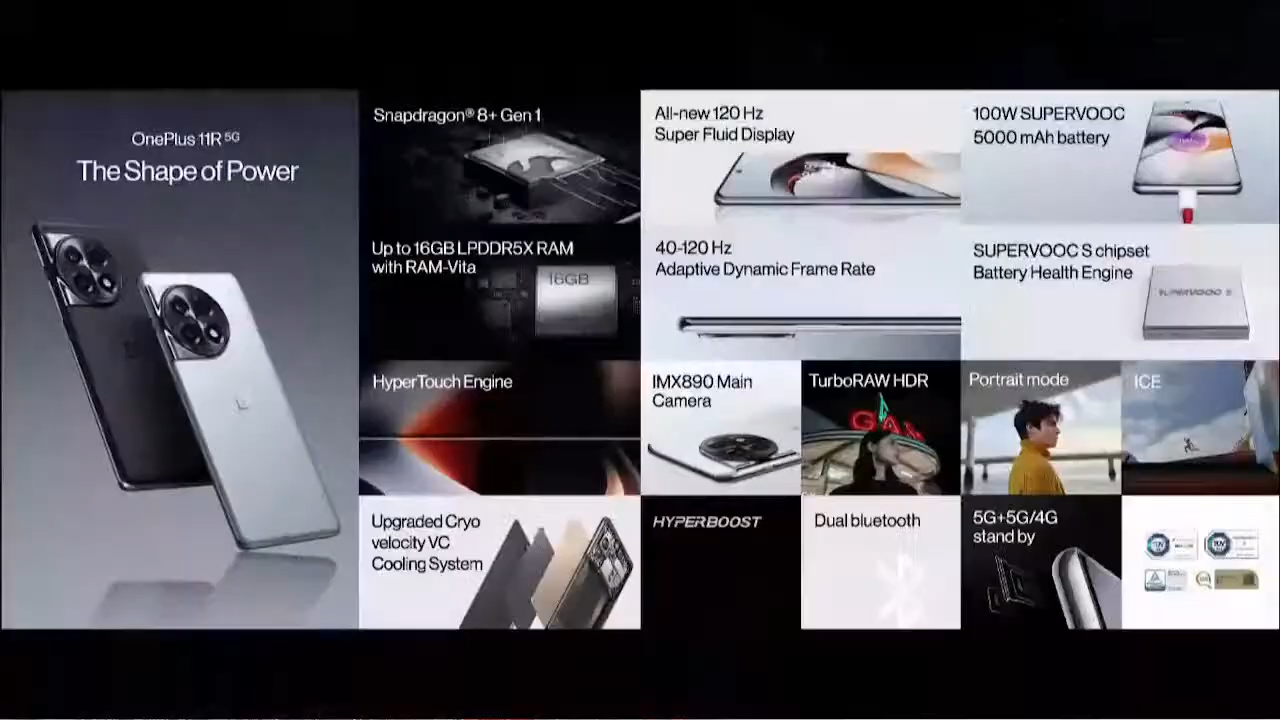 OnePlus 11R 5G
The Shape of Power
Snapdragon® 8+ Gen 1
Up to 16GB LPDDR5X RAM
with RAM-Vita
16GB
HyperTouch Engine
Upgraded Cryo
velocity VC
Cooling System
All-new 120 Hz
Super Fluid Display
40-120 Hz
Adaptive Dynamic Frame Rate
IMX890 Main
Camera
TurboRAW HDR
HYPERBOOST
Dual bluetooth
100W SUPERVOOC
5000 mAh battery
SUPERVOOC S chipset
Battery Health Engine
SUPERVOOC S
Portrait mode
ICE
5G+5G/4G
stand by